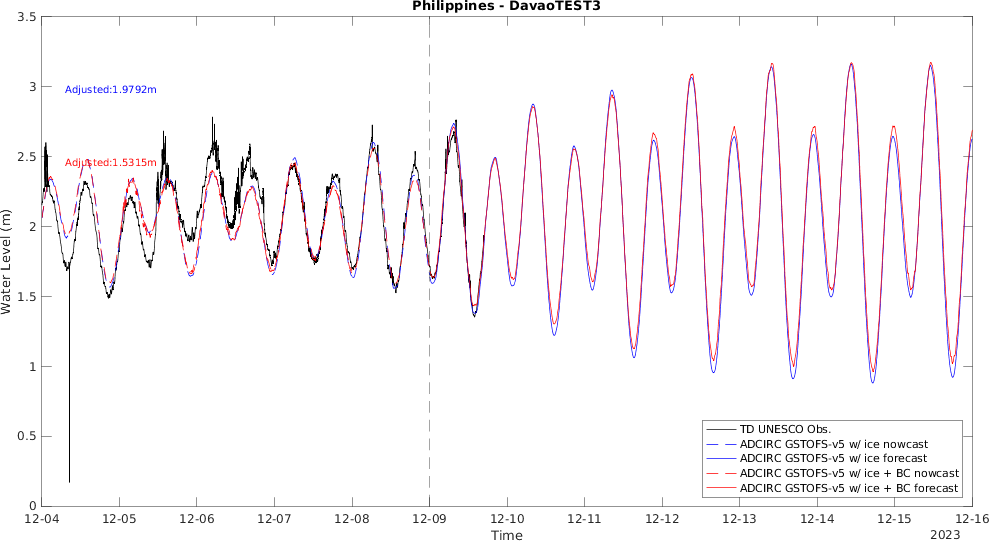 Philippines - DavaoTEST3
3.5
3
2.5
2
1.5
1
0.5
0
Water Level (m)
Adjusted:1.9792m
Adjusted:1.5315m
TD UNESCO Obs.
ADCIRC GSTOFS-v5 w/ ice nowcast
ADCIRC GSTOFS-v5 w/ ice forecast
ADCIRC GSTOFS-v5 w/ ice + BC nowcast
ADCIRC GSTOFS-v5 w/ ice + BC forecast
12-04 12-05 12-06 12-07 12-08 12-09 12-10 12-11 12-12 12-13 12-14 12-15 12-16
Time
2023